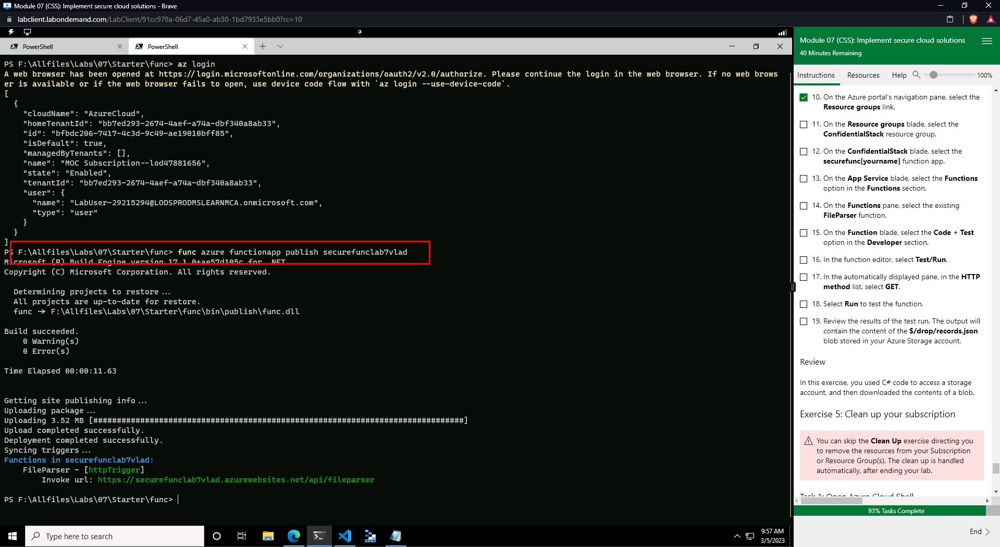 Module 07 (CSS): Implement secure cloud solutions - Brave
labclient.labondemand.com/LabClient/91cc978a-06d7-45a0-ab30-1bd7933e5bb0?rc=10
PowerShell
PowerShell
PS F:\Allfiles\Labs\07\Starter\func> az login
A web browser has been opened at https://login.microsoftonline.com/organizations/oauth2/v2.0/authorize. Please continue the login in the web browser. If no web brows
er is available or if the web browser fails to open, use device code flow with `az login --use-device-code`.
[
{
"cloudName": "AzureCloud",
"homeTenantId": "bb7ed293-2674-4aef-a74a-dbf340a8ab33",
"id": "bfbdc206-7417-4c3d-9c49-ae19010bff85",
"isDefault": true,
"managedByTenants": [],
"name": "MOC Subscription--lod47881656",
"state": "Enabled",
"tenantId": "bb7ed293-2674-4aef-a74a-dbf340a8ab33",
"user": {
"name": "LabUser-29215294@LODSPRODMSLEARNMCA.onmicrosoft.com",
"type": "user"
}
}
]
PS F:\Allfiles\Labs\07\Starter\func> func azure functionapp publish securefunclab7vlad
Microsoft (R) Build Engine version 17.1.0+ae57d105c for .NET
Copyright (C) Microsoft Corporation. All rights reserved.
Determining projects to restore...
All projects are up-to-date for restore.
func -> F:\Allfiles\Labs\07\Starter\func\bin\publish\func.dll
Build succeeded.
0 Warning(s)
0 Error(s)
Time Elapsed 00:00:11.63
Getting site publishing info...
Uploading package...
Uploading 3.52 MB [###############################################################################]
Upload completed successfully.
Deployment completed successfully.
Syncing triggers...
Functions in securefunclab7vlad:
FileParser - [httpTrigger]
Invoke url: https://securefunclab7vlad.azurewebsites.net/api/fileparser
PS F:\Allfiles\Labs\07\Starter\func>
Type here to search
9:57 AM
3/5/2023
Module 07 (CSS): Implement secure cloud solutions
40 Minutes Remaining
Instructions Resources Help 100%
10. On the Azure portal's navigation pane, select the
Resource groups link.
11. On the Resource groups blade, select the
ConfidentialStack resource group.
12. On the ConfidentialStack blade, select the
securefunc[yourname] function app.
13. On the App Service blade, select the Functions
option in the Functions section.
14. On the Functions pane, select the existing
FileParser function.
15. On the Function blade, select the Code + Test
option in the Developer section.
16. In the function editor, select Test/Run.
17. In the automatically displayed pane, in the HTTP
method list, select GET.
18. Select Run to test the function.
19. Review the results of the test run. The output will
contain the content of the $/drop/records.json
blob stored in your Azure Storage account.
Review
In this exercise, you used C# code to access a storage
account, and then downloaded the contents of a blob.
Exercise 5: Clean up your subscription
You can skip the Clean Up exercise directing you
to remove the resources from your Subscription
or Resource Group(s). The clean up is handled
automatically, after ending your lab.
Task 1: Open Azure Cloud Shell
93% Tasks Complete
End